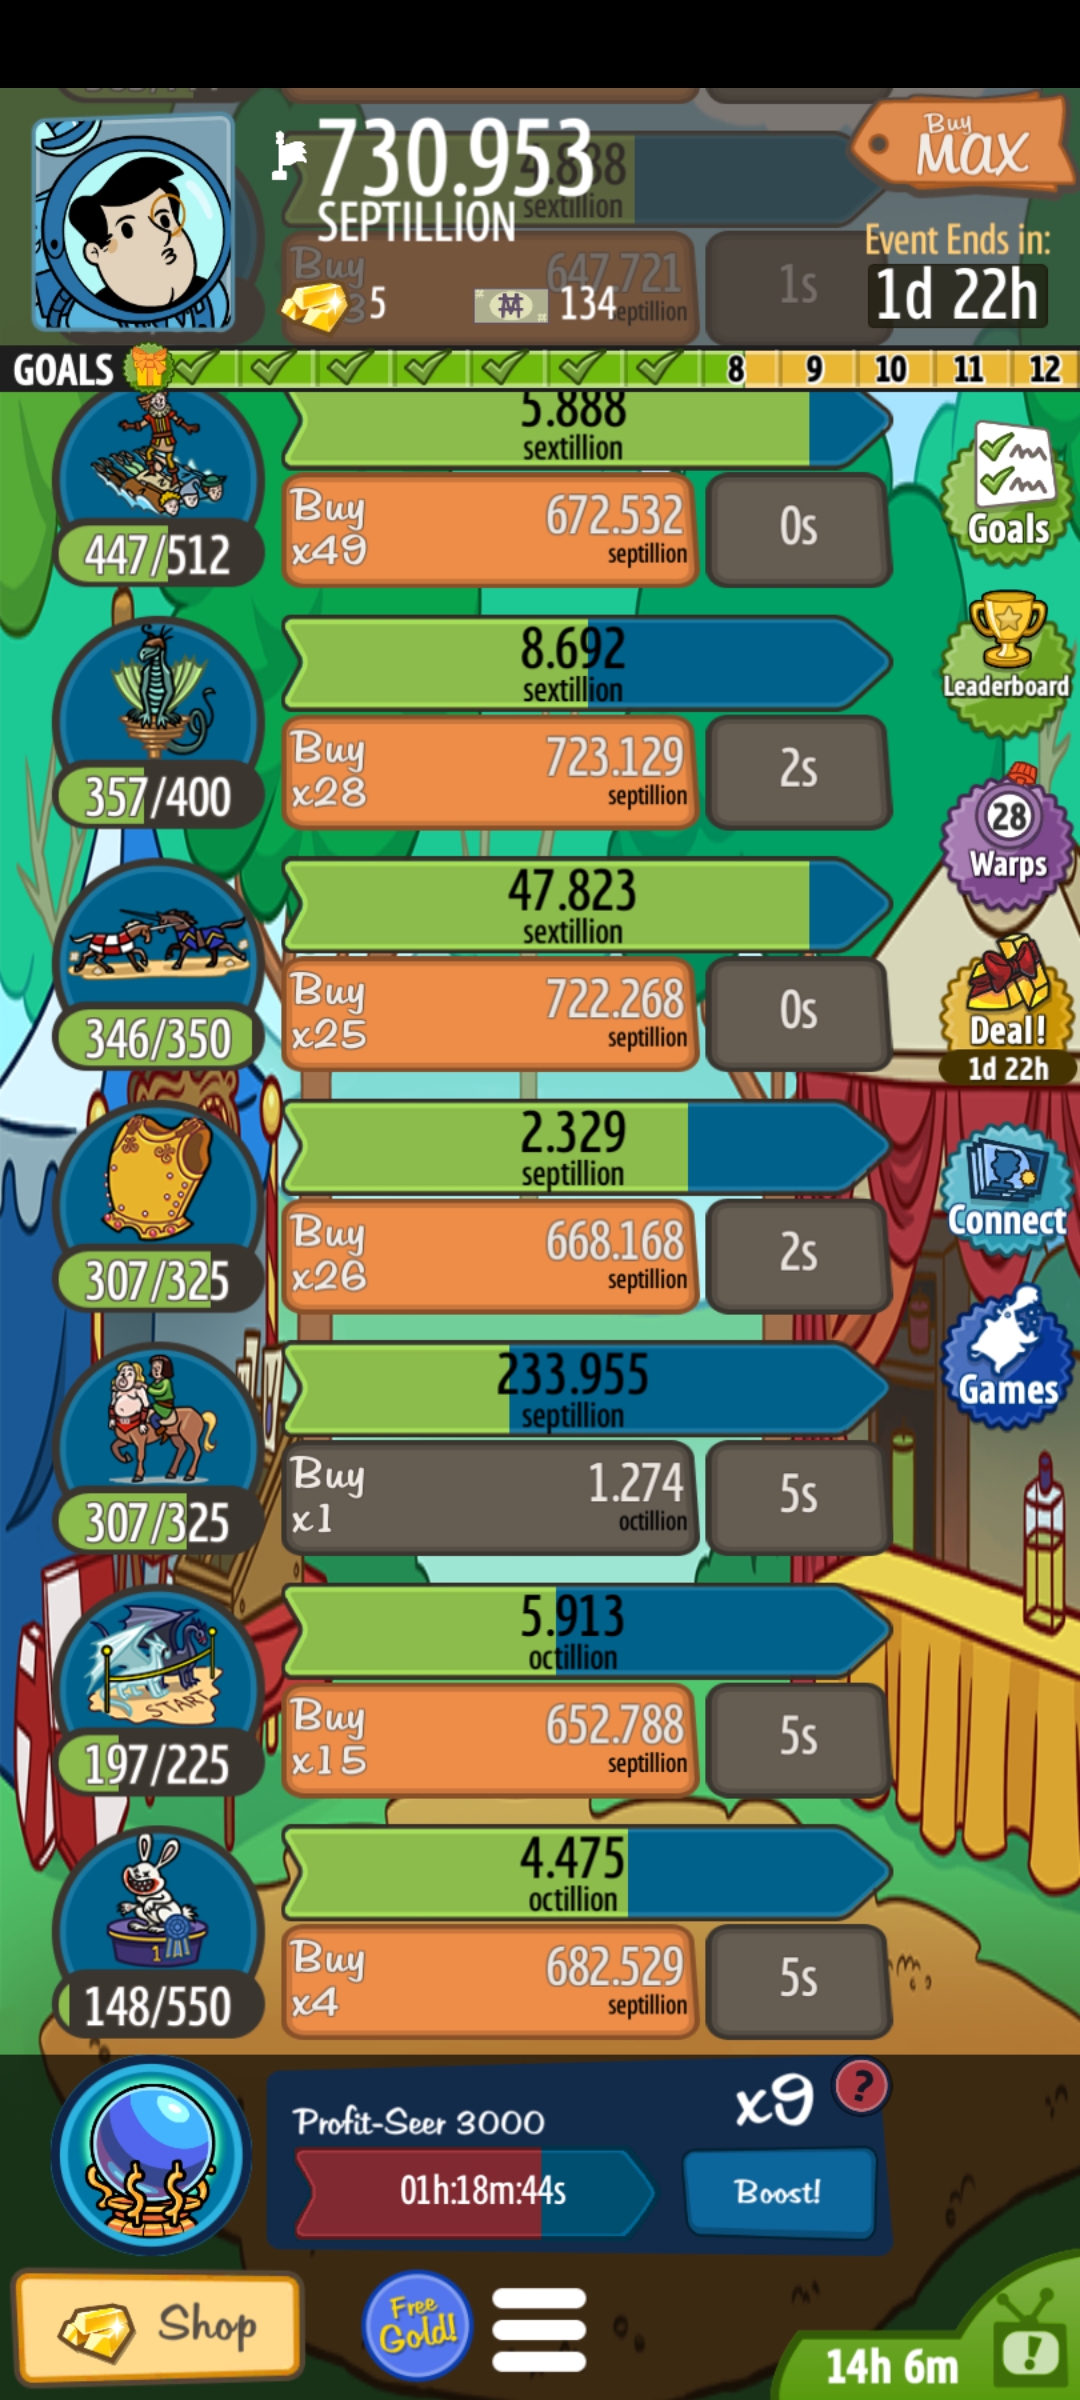 730.953
SEPTILLION
Buy
MAX
4.888
sextillion
Buy
647.721
septillion
1s
5
134
Event Ends in:
1d 22h
GOALS 8 9 10 11 12
5.888
sextillion
447/512
Buy
x49
672.532
septillion
0s
Goals
8.692
sextillion
357/400
Buy
x28
723.129
septillion
2s
Leaderboard
28
Warps
47.823
sextillion
346/350
Buy
x25
722.268
septillion
0s
Deal!
1d 22h
2.329
septillion
307/325
Buy
x26
668.168
septillion
2s
Connect
233.955
septillion
307/325
Buy
x1
1.274
octillion
5s
Games
5.913
octillion
START
197/225
Buy
x15
652.788
septillion
5s
4.475
octillion
1
148/550
Buy
x4
682.529
septillion
5s
Profit-Seer 3000
x9
?
01h:18m:44s
Boost!
Shop
Free
Gold!
14h 6m
!